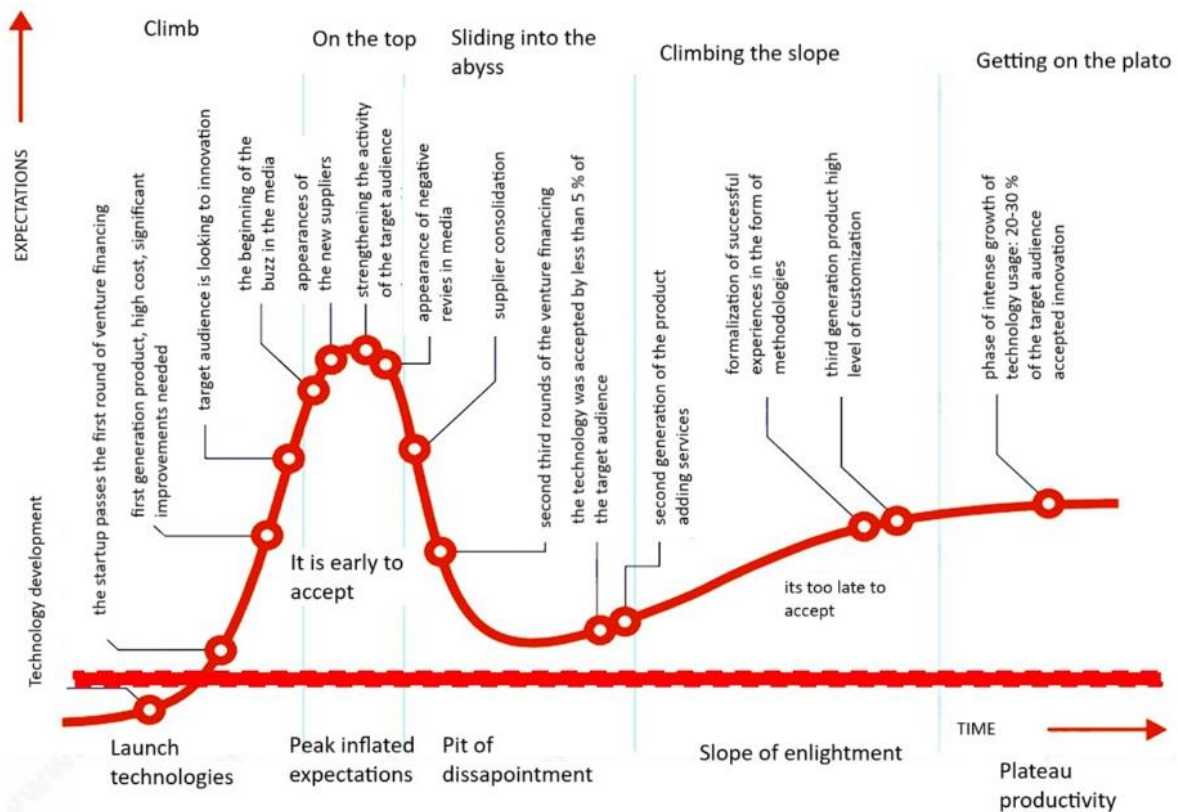 Climb
On the top
Sliding into the
abyss
Climbing the slope
Getting on the plato
EXPECTATIONS
Technology development
the startup passes the first round of venture financing
first generation product, high cost, significant
improvements needed
target audience is looking to innovation
the beginning of the
buzz in the media
appearances of
the new suppliers
strengthening the activity
of the target audience
appearance of negative
revies in media
supplier consolidation
second third rounds of the venture financing
the technology was accepted by less than 5 % of
the target audience
second generation of the product
adding services
formalization of successful
experiences in the form of
methodologies
third generation product high
level of customization
phase of intense growth of
technology usage: 20-30 %
of the target audience
accepted innovation
It is early to
accept
its too late to
accept
TIME
Launch
technologies
Peak inflated
expectations
Pit of
dissapointment
Slope of enlightment
Plateau
productivity